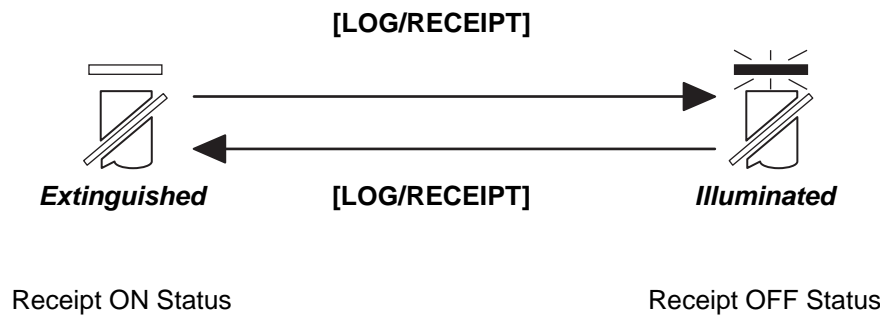 [LOG/RECEIPT]
Extinguished [LOG/RECEIPT] Illuminated
Receipt ON Status Receipt OFF Status